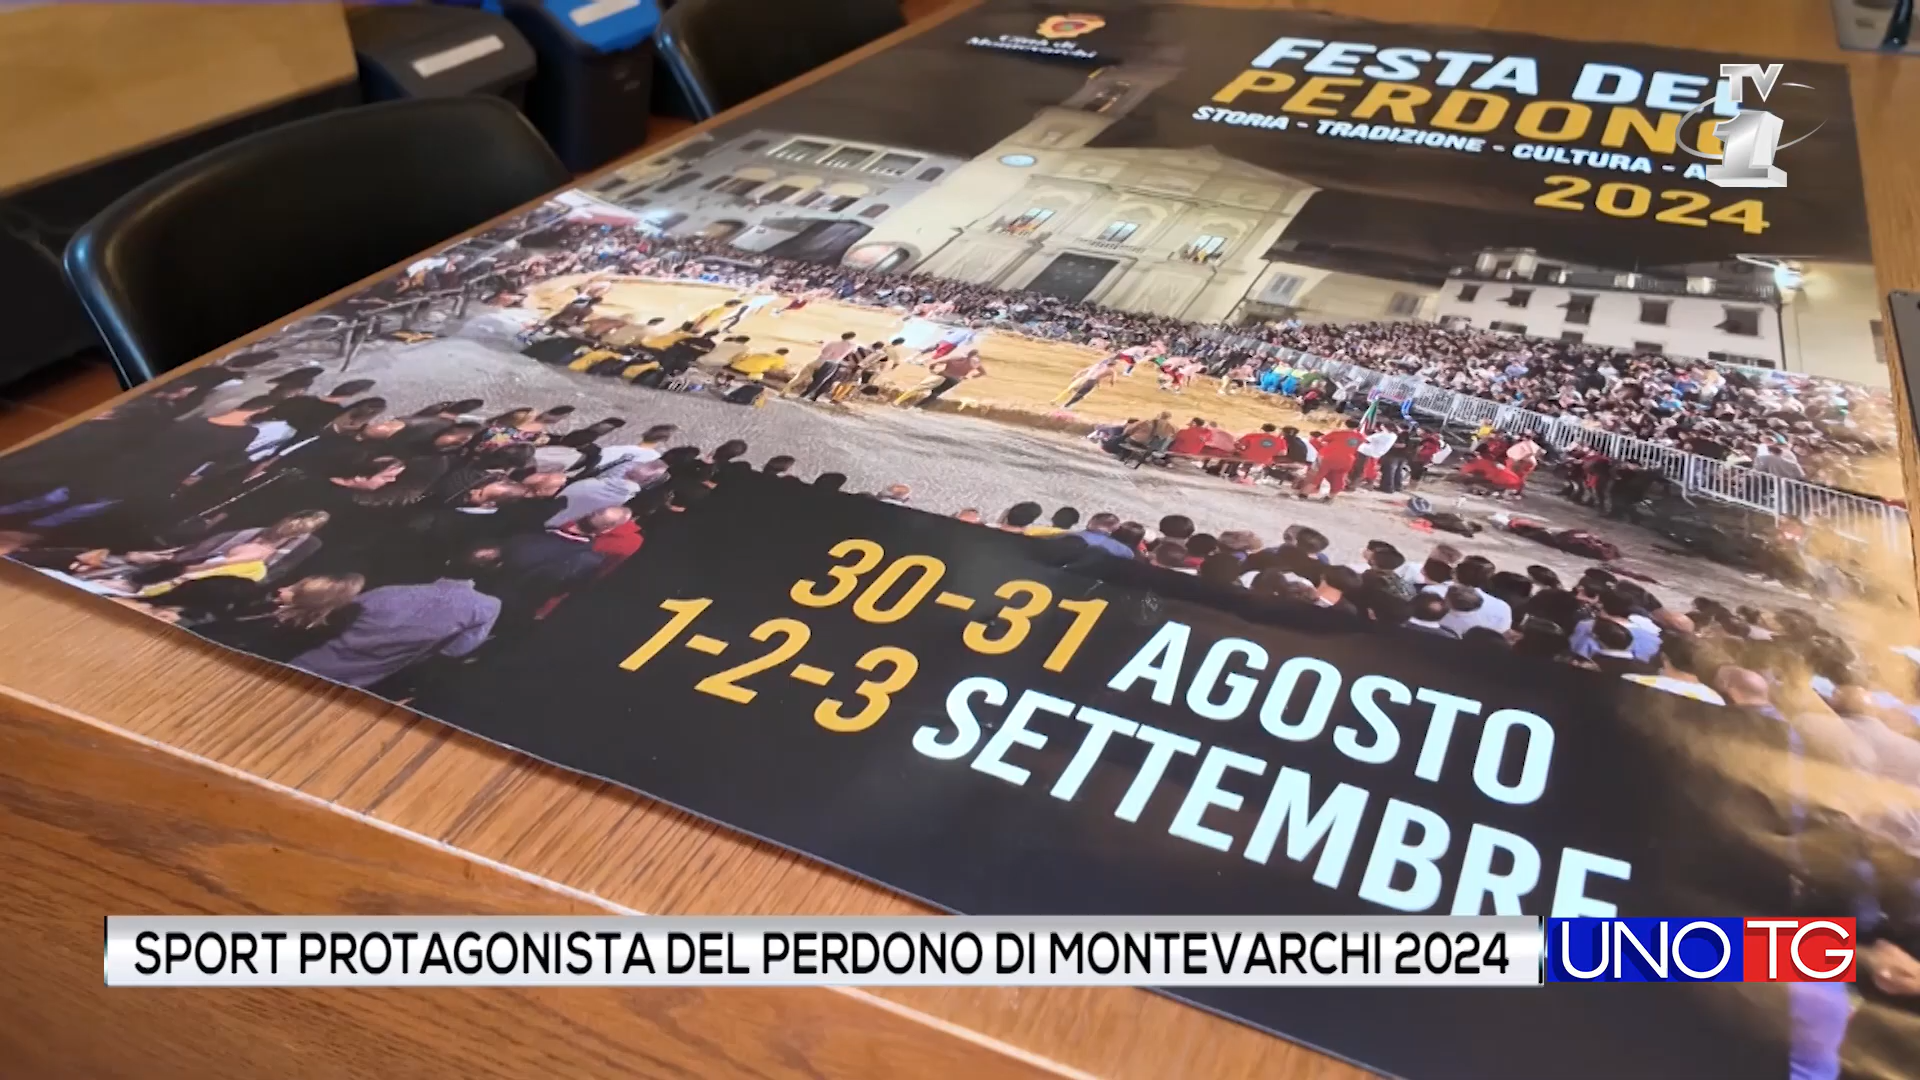 Città di
Montevarchi
FESTA DEL
PERDONO
STORIA - TRADIZIONE - CULTURA -
2024
TV
1
30-31 AGOSTO
1-2-3 SETTEMBRE
SPORT PROTAGONISTA DEL PERDONO DI MONTEVARCHI 2024
UNO TG